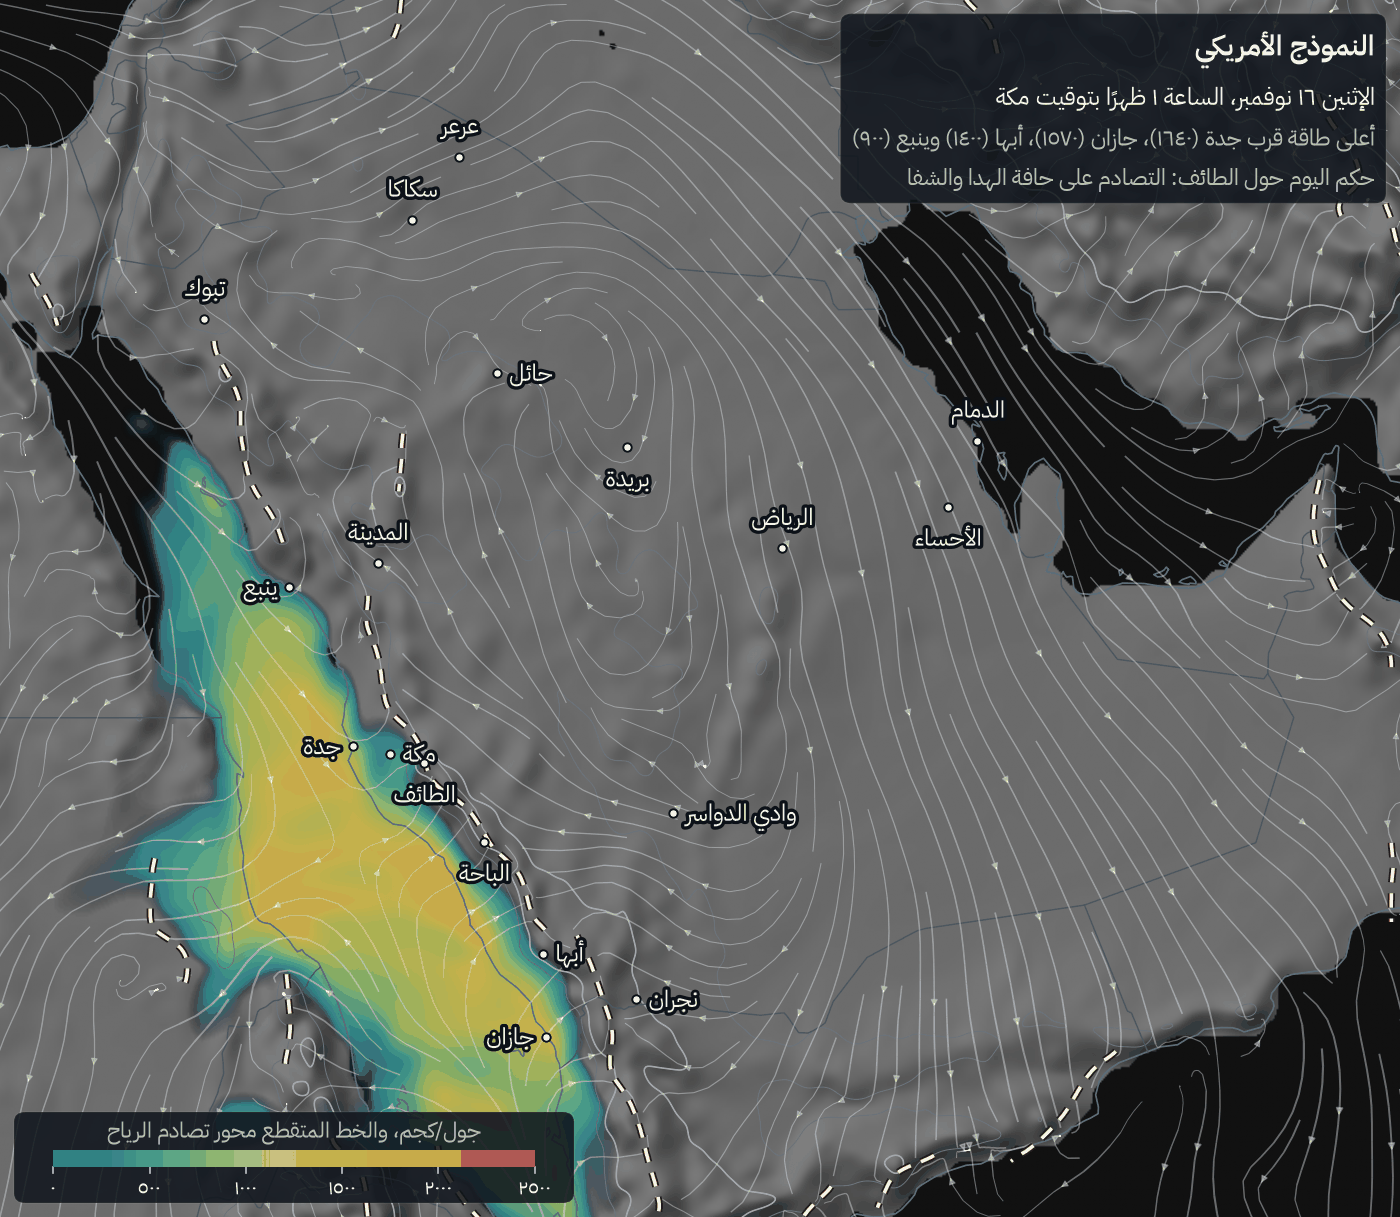 النموذج الأمريكي
الإثنين ١٦ نوفمبر، الساعة ١ ظهرًا بتوقيت مكة
أعلى طاقة قرب جدة (١٦٤٠)، جازان (١٥٧٠)، أبها (١٤٠٠) وينبع (٩٠٠)
حكم اليوم حول الطائف: التصادم على حافة الهدا والشفا
عرعر
سكاكا
تبوك
حائل
الدمام
بريدة
الرياض
الأحساء
المدينة
ينبع
جدة
مكة
الطائف
وادي الدواسر
الباحة
أبها
نجران
جازان
جول/كجم، والخط المتقطع محور تصادم الرياح
٠ ٥٠٠ ١٠٠٠ ١٥٠٠ ٢٠٠٠ ٢٥٠٠